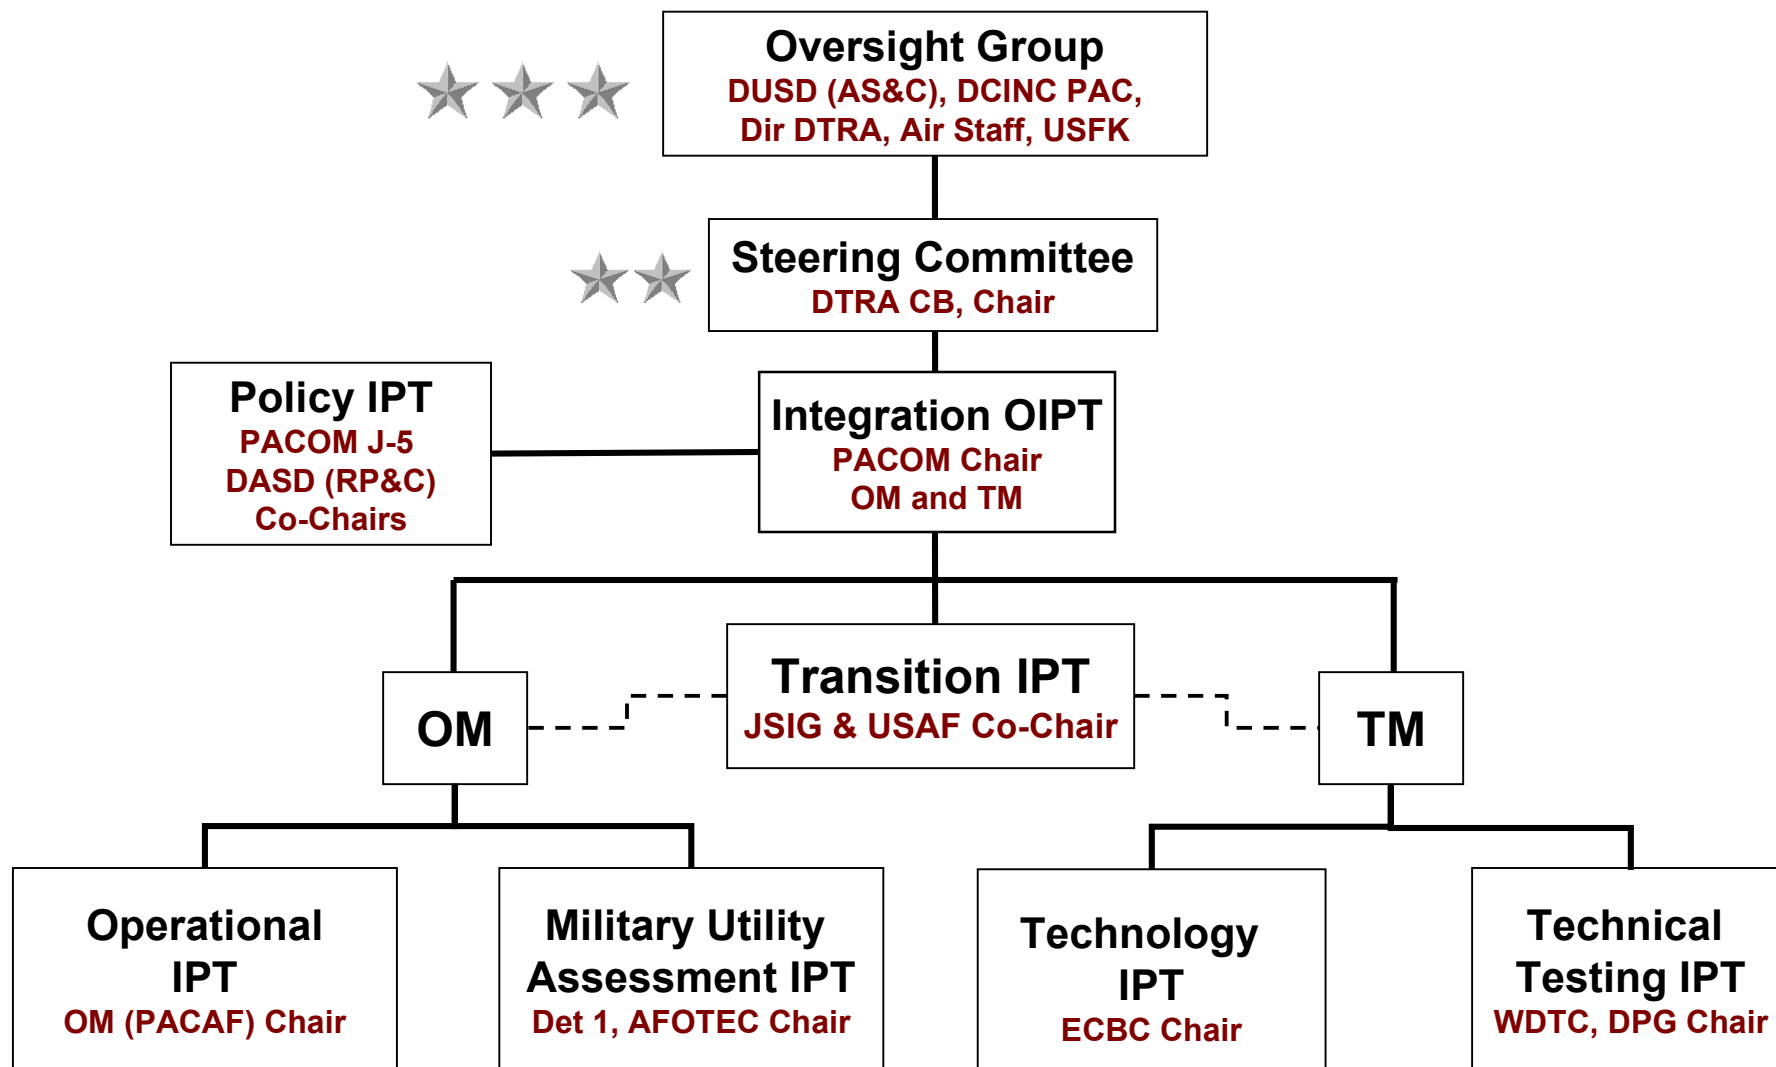 Oversight Group
DUSD (AS&C), DCINC PAC,
Dir DTRA, Air Staff, USFK
Steering Committee
DTRA CB, Chair
Policy IPT
PACOM J-5
DASD (RP&C)
Co-Chairs
Integration OIPT
PACOM Chair
OM and TM
OM
Transition IPT
JSIG & USAF Co-Chair
TM
Operational
IPT
OM (PACAF) Chair
Military Utility
Assessment IPT
Det 1, AFOTEC Chair
Technology
IPT
ECBC Chair
Technical
Testing IPT
WDTC, DPG Chair